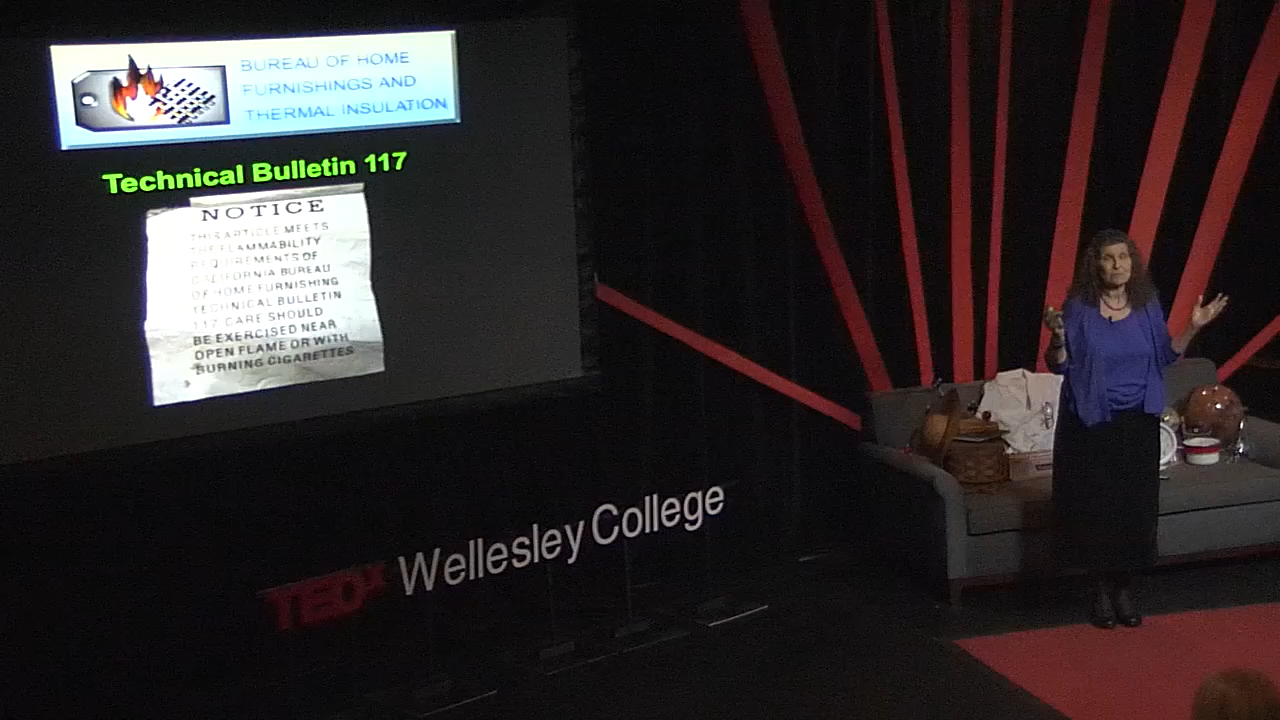 BUREAU OF HOME
FURNISHINGS AND
THERMAL INSULATION
Technical Bulletin 117
NOTICE
THIS ARTICLE MEETS
THE FLAMMABILITY
REQUIREMENTS OF
CALIFORNIA BUREAU
OF HOME FURNISHING
TECHNICAL BULLETIN
117 CARE SHOULD
BE EXERCISED NEAR
OPEN FLAME OR WITH
BURNING CIGARETTES
TEDx Wellesley College